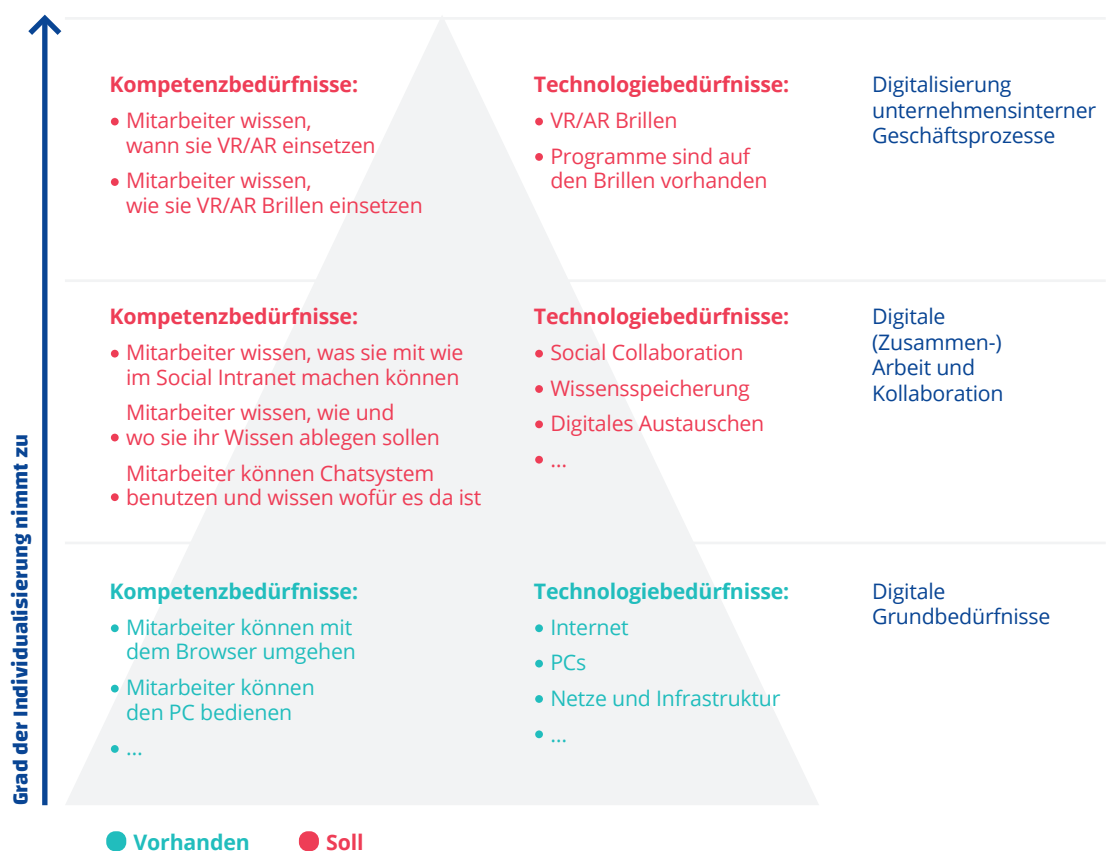 Grad der Individualisierung nimmt zu
Kompetenzbedürfnisse:
• Mitarbeiter wissen,
wann sie VR/AR einsetzen
• Mitarbeiter wissen,
wie sie VR/AR Brillen einsetzen
Technologiebedürfnisse:
• VR/AR Brillen
• Programme sind auf
den Brillen vorhanden
Digitalisierung
unternehmensinterner
Geschäftsprozesse
Kompetenzbedürfnisse:
• Mitarbeiter wissen, was sie mit wie
im Social Intranet machen können
Mitarbeiter wissen, wie und
• wo sie ihr Wissen ablegen sollen
Mitarbeiter können Chatsystem
• benutzen und wissen wofür es da ist
Technologiebedürfnisse:
• Social Collaboration
• Wissensspeicherung
• Digitales Austauschen
• ...
Digitale
(Zusammen-)
Arbeit und
Kollaboration
Kompetenzbedürfnisse:
• Mitarbeiter können mit
dem Browser umgehen
• Mitarbeiter können
den PC bedienen
• ...
Technologiebedürfnisse:
• Internet
• PCs
• Netze und Infrastruktur
• ...
Digitale
Grundbedürfnisse
Vorhanden
Soll